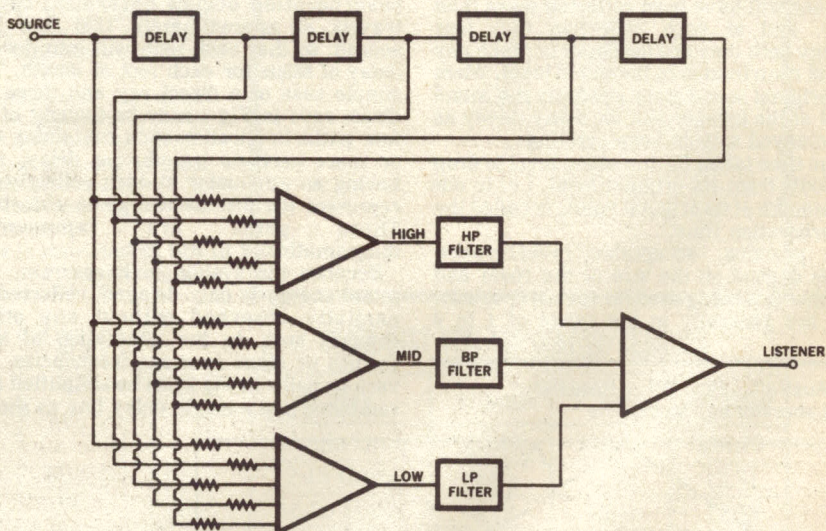 SOURCE
DELAY
DELAY
DELAY
DELAY
HIGH
HP
FILTER
MID
BP
FILTER
LISTENER
LOW
LP
FILTER